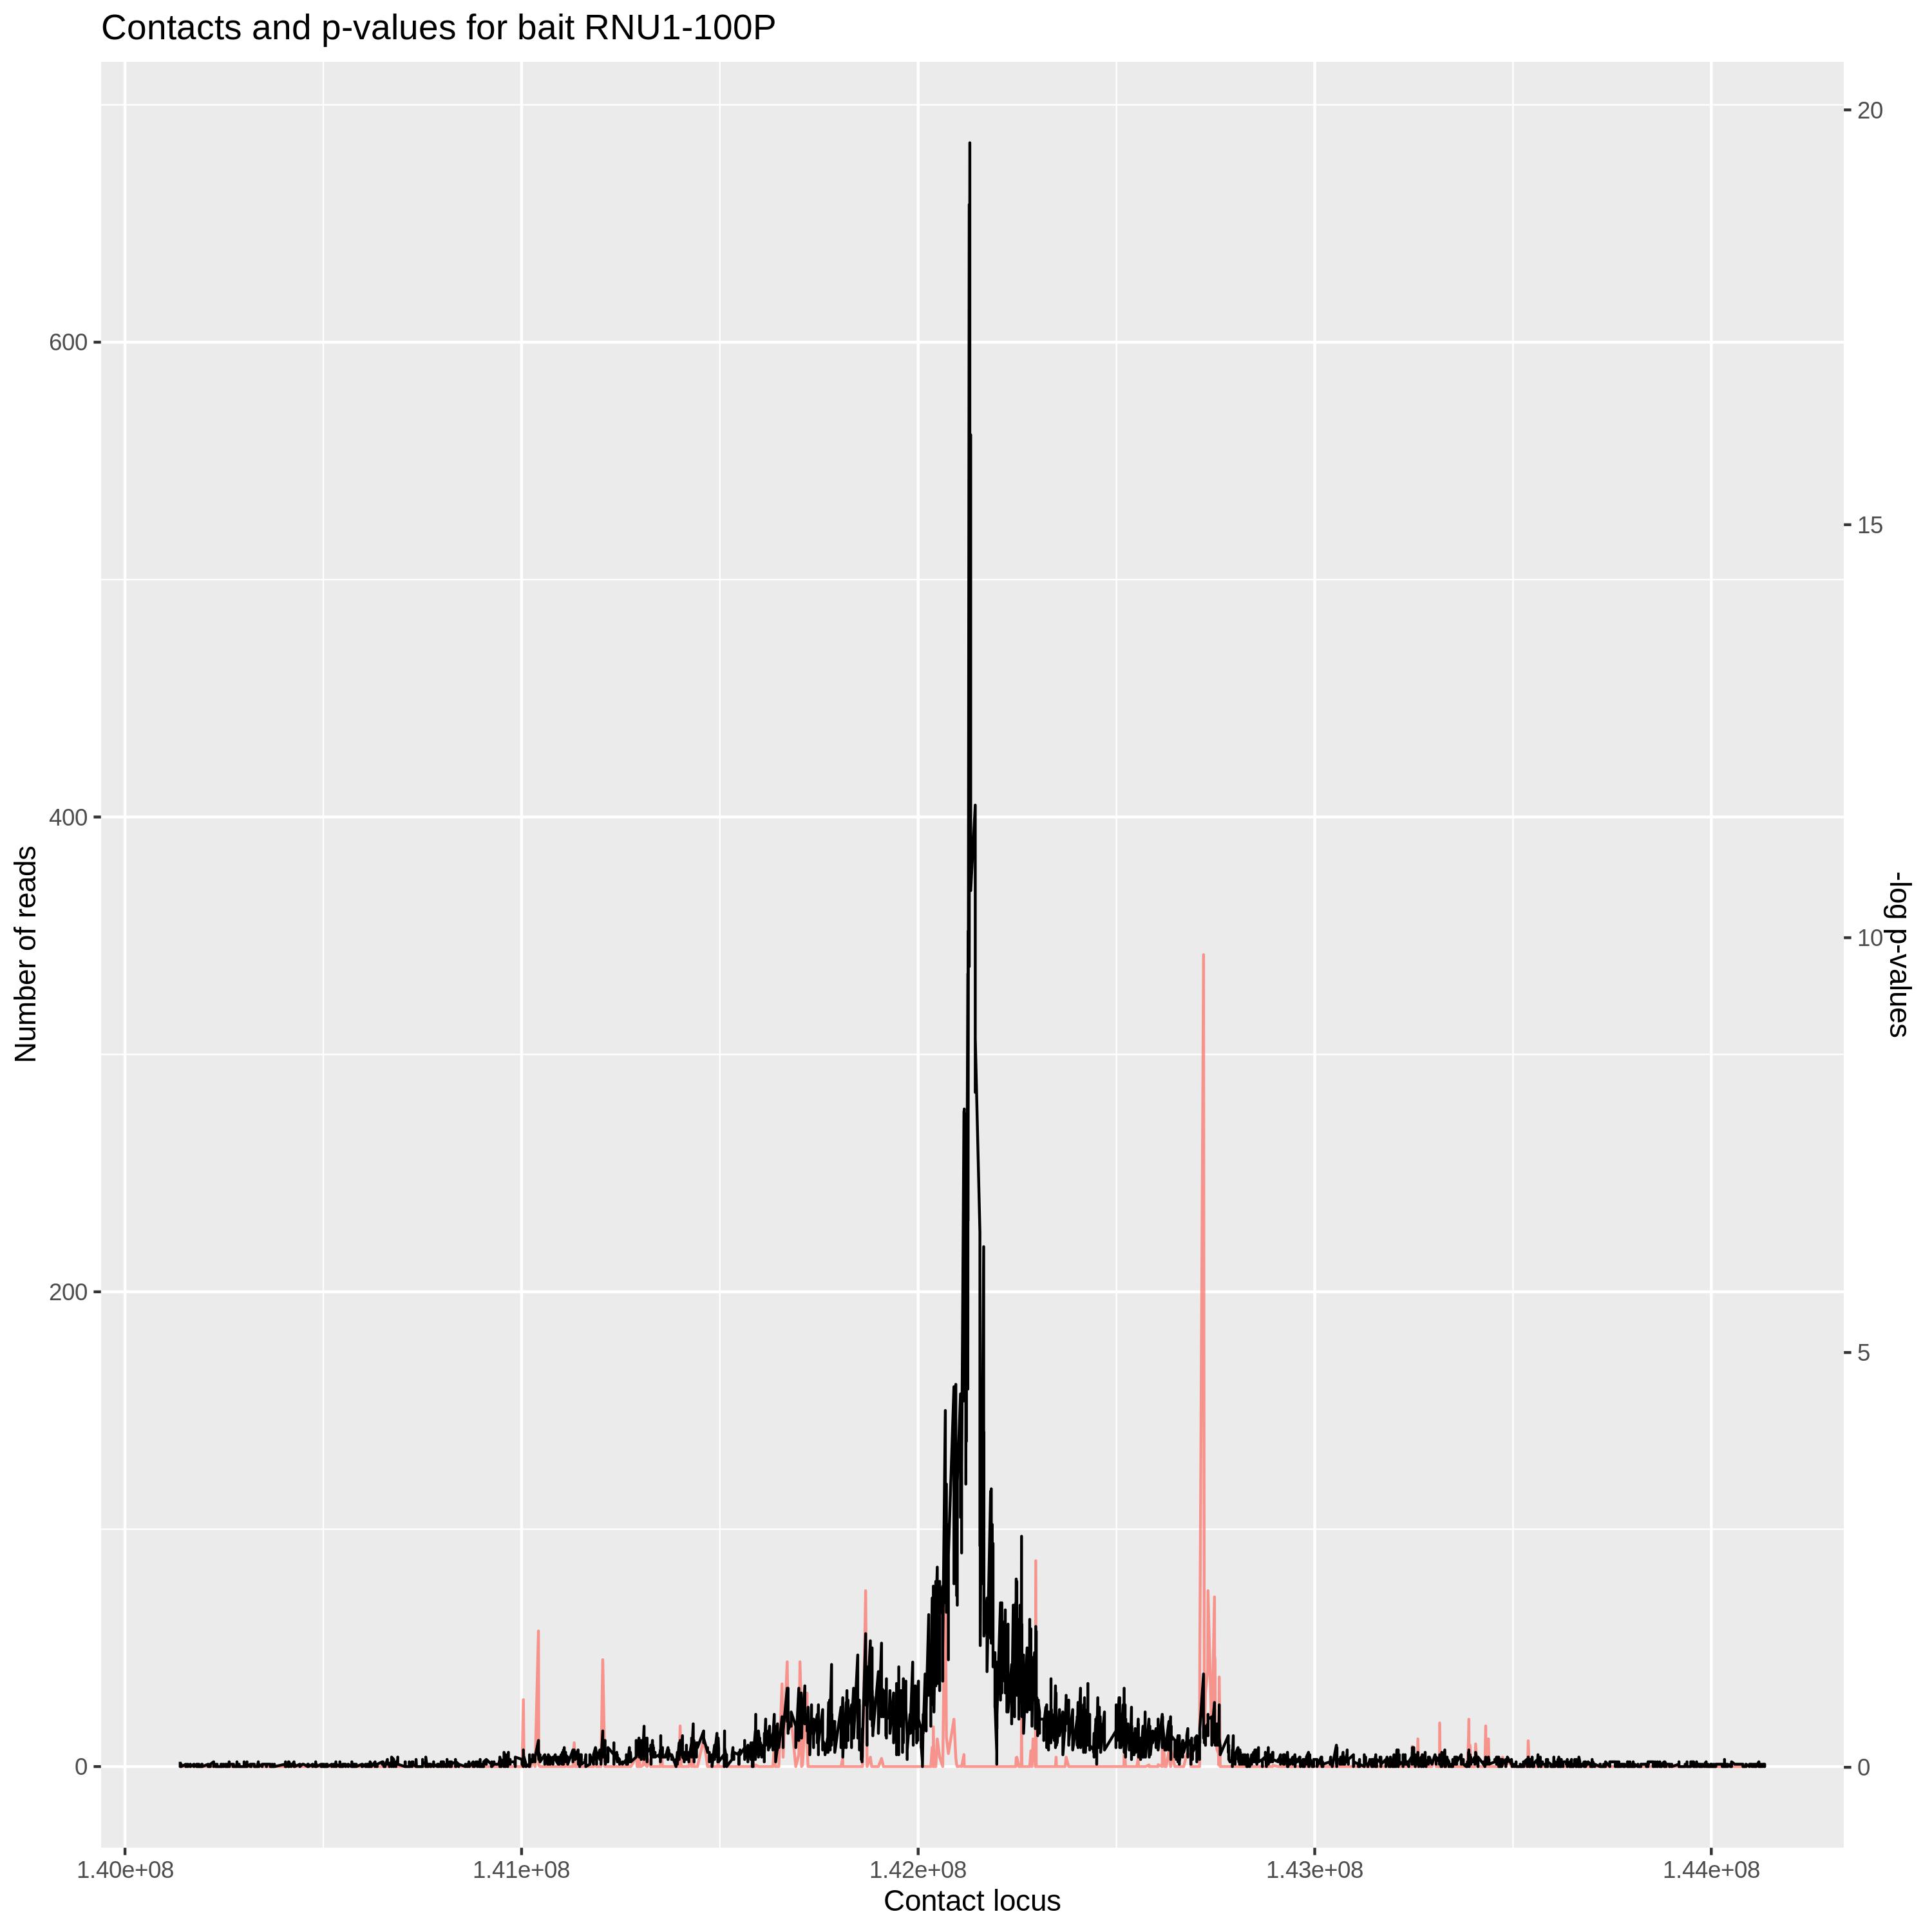 Contacts and p-values for bait RNU1-100P
600
400
200
0
Number of reads
20
15
10
5
0
-log p-values
1.40e+08
1.41e+08
1.42e+08
1.43e+08
1.44e+08
Contact locus